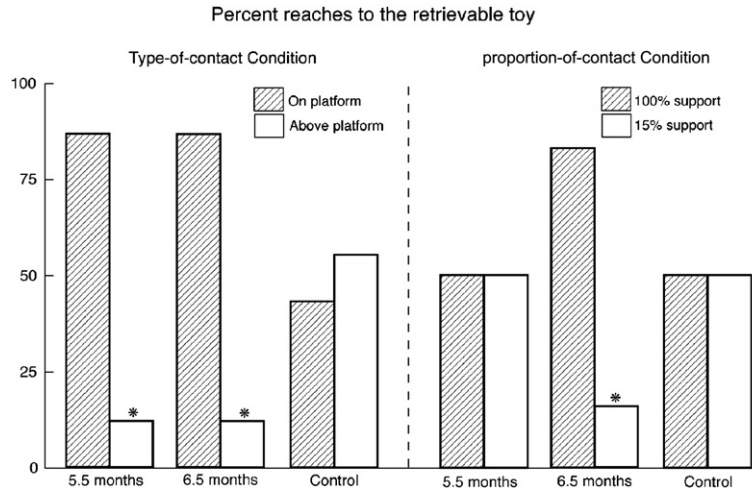 Percent reaches to the retrievable toy
Type-of-contact Condition
proportion-of-contact Condition
100
75
50
25
0
On platform
Above platform
100% support
15% support
*
*
*
5.5 months
6.5 months
Control
5.5 months
6.5 months
Control